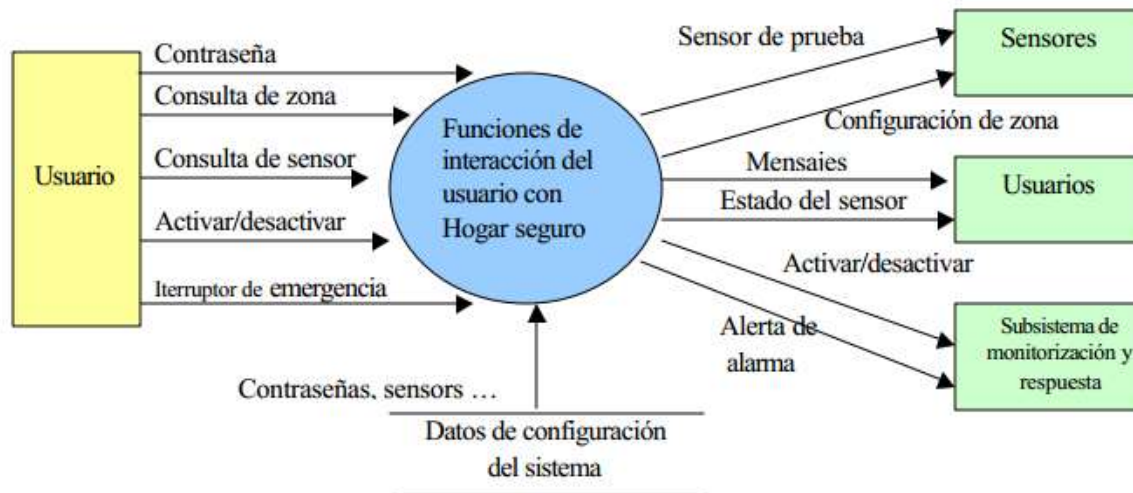 Usuario
Contraseña
Consulta de zona
Consulta de sensor
Activar/desactivar
Iterruptor de emergencia
Funciones de
interacción del
usuario con
Hogar seguro
Sensor de prueba
Configuración de zona
Mensaies
Estado del sensor
Activar/desactivar
Alerta de
alarma
Sensores
Usuarios
Subsistema de
monitorización y
respuesta
Contraseñas, sensors …
Datos de configuración
del sistema